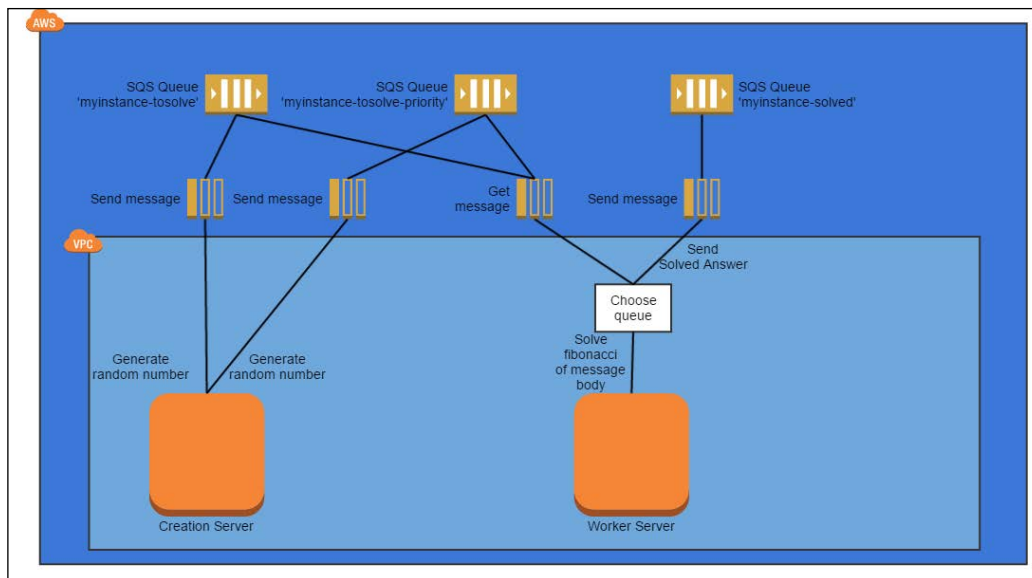 AWS
SQS Queue
'myinstance-tosolve'
SQS Queue
'myinstance-tosolve-priority'
SQS Queue
'myinstance-solved'
Send message
Send message
Get
message
Send message
VPC
Send
Solved Answer
Choose
queue
Generate
random number
Generate
random number
Solve
fibonacci
of message
body
Creation Server
Worker Server